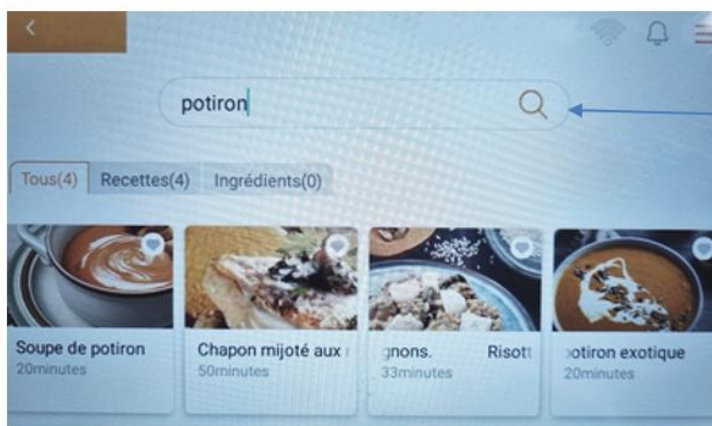 potiron
Tous(4) Recettes(4) Ingrédients(0)
Soupe de potiron
20minutes
Chapon mijoté aux
50minutes
gnons. Risott
33minutes
otiron exotique
20minutes